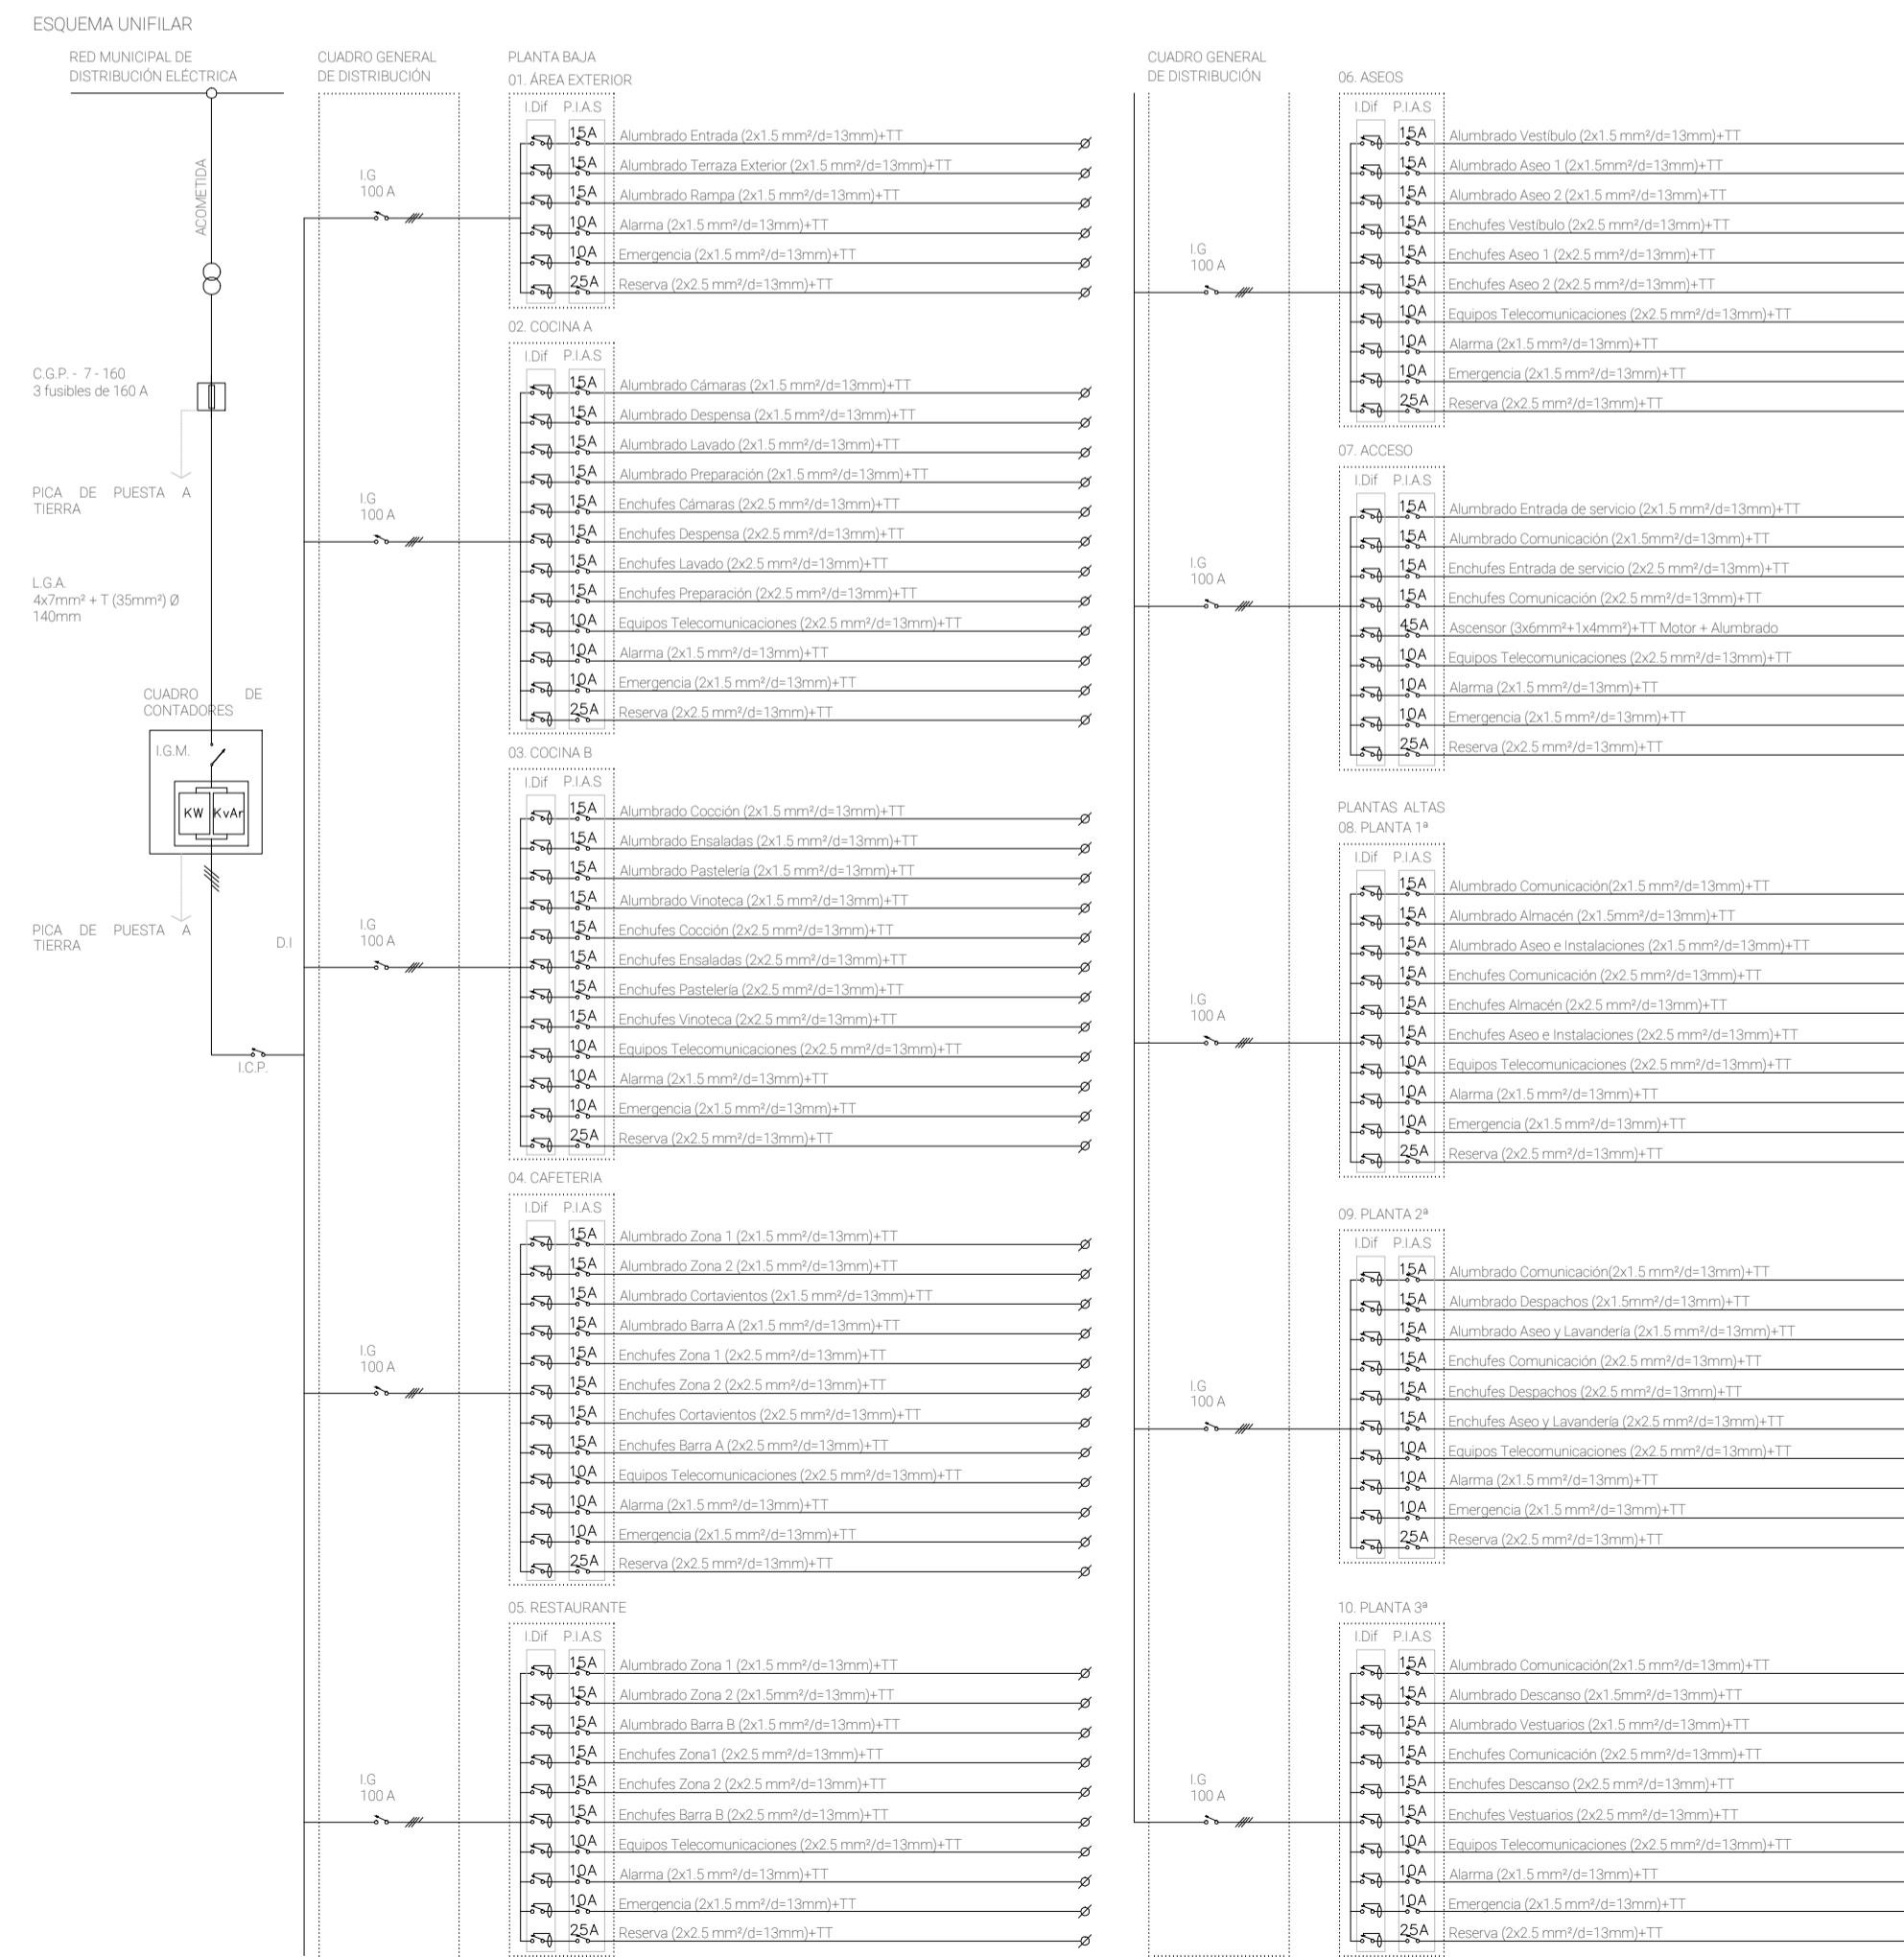 ESQUEMA UNIFILAR
RED MUNICIPAL DE
DISTRIBUCIÓN ELÉCTRICA
ACOMETIDA
C.G.P. - 7 - 160
3 fusibles de 160 A
PICA DE PUESTA A
TIERRA
L.G.A.
4x7mm² + T (35mm²) Ø
140mm
CUADRO DE
CONTADORES
I.G.M.
KW KvAr
PICA DE PUESTA A
TIERRA
D.I
I.C.P.
CUADRO GENERAL
DE DISTRIBUCIÓN
I.G
100 A
I.G
100 A
I.G
100 A
I.G
100 A
I.G
100 A
PLANTA BAJA
01. ÁREA EXTERIOR
I.Dif P.I.A.S
15A Alumbrado Entrada (2x1.5 mm²/d=13mm)+TT
15A Alumbrado Terraza Exterior (2x1.5 mm²/d=13mm)+TT
15A Alumbrado Rampa (2x1.5 mm²/d=13mm)+TT
10A Alarma (2x1.5 mm²/d=13mm)+TT
10A Emergencia (2x1.5 mm²/d=13mm)+TT
25A Reserva (2x2.5 mm²/d=13mm)+TT
02. COCINA A
I.Dif P.I.A.S
15A Alumbrado Cámaras (2x1.5 mm²/d=13mm)+TT
15A Alumbrado Despensa (2x1.5 mm²/d=13mm)+TT
15A Alumbrado Lavado (2x1.5 mm²/d=13mm)+TT
15A Alumbrado Preparación (2x1.5 mm²/d=13mm)+TT
15A Enchufes Cámaras (2x2.5 mm²/d=13mm)+TT
15A Enchufes Despensa (2x2.5 mm²/d=13mm)+TT
15A Enchufes Lavado (2x2.5 mm²/d=13mm)+TT
15A Enchufes Preparación (2x2.5 mm²/d=13mm)+TT
10A Equipos Telecomunicaciones (2x2.5 mm²/d=13mm)+TT
10A Alarma (2x1.5 mm²/d=13mm)+TT
10A Emergencia (2x1.5 mm²/d=13mm)+TT
25A Reserva (2x2.5 mm²/d=13mm)+TT
03. COCINA B
I.Dif P.I.A.S
15A Alumbrado Cocción (2x1.5 mm²/d=13mm)+TT
15A Alumbrado Ensaladas (2x1.5 mm²/d=13mm)+TT
15A Alumbrado Pastelería (2x1.5 mm²/d=13mm)+TT
15A Alumbrado Vinoteca (2x1.5 mm²/d=13mm)+TT
15A Enchufes Cocción (2x2.5 mm²/d=13mm)+TT
15A Enchufes Ensaladas (2x2.5 mm²/d=13mm)+TT
15A Enchufes Pastelería (2x2.5 mm²/d=13mm)+TT
15A Enchufes Vinoteca (2x2.5 mm²/d=13mm)+TT
10A Equipos Telecomunicaciones (2x2.5 mm²/d=13mm)+TT
10A Alarma (2x1.5 mm²/d=13mm)+TT
10A Emergencia (2x1.5 mm²/d=13mm)+TT
25A Reserva (2x2.5 mm²/d=13mm)+TT
04. CAFETERIA
I.Dif P.I.A.S
15A Alumbrado Zona 1 (2x1.5 mm²/d=13mm)+TT
15A Alumbrado Zona 2 (2x1.5 mm²/d=13mm)+TT
15A Alumbrado Cortavientos (2x1.5 mm²/d=13mm)+TT
15A Alumbrado Barra A (2x1.5 mm²/d=13mm)+TT
15A Enchufes Zona 1 (2x2.5 mm²/d=13mm)+TT
15A Enchufes Zona 2 (2x2.5 mm²/d=13mm)+TT
15A Enchufes Cortavientos (2x2.5 mm²/d=13mm)+TT
15A Enchufes Barra A (2x2.5 mm²/d=13mm)+TT
10A Equipos Telecomunicaciones (2x2.5 mm²/d=13mm)+TT
10A Alarma (2x1.5 mm²/d=13mm)+TT
10A Emergencia (2x1.5 mm²/d=13mm)+TT
25A Reserva (2x2.5 mm²/d=13mm)+TT
05. RESTAURANTE
I.Dif P.I.A.S
15A Alumbrado Zona 1 (2x1.5 mm²/d=13mm)+TT
15A Alumbrado Zona 2 (2x1.5mm²/d=13mm)+TT
15A Alumbrado Barra B (2x1.5 mm²/d=13mm)+TT
15A Enchufes Zona1 (2x2.5 mm²/d=13mm)+TT
15A Enchufes Zona 2 (2x2.5 mm²/d=13mm)+TT
15A Enchufes Barra B (2x2.5 mm²/d=13mm)+TT
10A Equipos Telecomunicaciones (2x2.5 mm²/d=13mm)+TT
10A Alarma (2x1.5 mm²/d=13mm)+TT
10A Emergencia (2x1.5 mm²/d=13mm)+TT
25A Reserva (2x2.5 mm²/d=13mm)+TT
CUADRO GENERAL
DE DISTRIBUCIÓN
I.G
100 A
I.G
100 A
I.G
100 A
I.G
100 A
I.G
100 A
06. ASEOS
I.Dif P.I.A.S
15A Alumbrado Vestíbulo (2x1.5 mm²/d=13mm)+TT
15A Alumbrado Aseo 1 (2x1.5mm²/d=13mm)+TT
15A Alumbrado Aseo 2 (2x1.5 mm²/d=13mm)+TT
15A Enchufes Vestíbulo (2x2.5 mm²/d=13mm)+TT
15A Enchufes Aseo 1 (2x2.5 mm²/d=13mm)+TT
15A Enchufes Aseo 2 (2x2.5 mm²/d=13mm)+TT
10A Equipos Telecomunicaciones (2x2.5 mm²/d=13mm)+TT
10A Alarma (2x1.5 mm²/d=13mm)+TT
10A Emergencia (2x1.5 mm²/d=13mm)+TT
25A Reserva (2x2.5 mm²/d=13mm)+TT
07. ACCESO
I.Dif P.I.A.S
15A Alumbrado Entrada de servicio (2x1.5 mm²/d=13mm)+TT
15A Alumbrado Comunicación (2x1.5mm²/d=13mm)+TT
15A Enchufes Entrada de servicio (2x2.5 mm²/d=13mm)+TT
15A Enchufes Comunicación (2x2.5 mm²/d=13mm)+TT
45A Ascensor (3x6mm²+1x4mm²)+TT Motor + Alumbrado
10A Equipos Telecomunicaciones (2x2.5 mm²/d=13mm)+TT
10A Alarma (2x1.5 mm²/d=13mm)+TT
10A Emergencia (2x1.5 mm²/d=13mm)+TT
25A Reserva (2x2.5 mm²/d=13mm)+TT
PLANTAS ALTAS
08. PLANTA 1ª
I.Dif P.I.A.S
15A Alumbrado Comunicación(2x1.5 mm²/d=13mm)+TT
15A Alumbrado Almacén (2x1.5mm²/d=13mm)+TT
15A Alumbrado Aseo e Instalaciones (2x1.5 mm²/d=13mm)+TT
15A Enchufes Comunicación (2x2.5 mm²/d=13mm)+TT
15A Enchufes Almacén (2x2.5 mm²/d=13mm)+TT
15A Enchufes Aseo e Instalaciones (2x2.5 mm²/d=13mm)+TT
10A Equipos Telecomunicaciones (2x2.5 mm²/d=13mm)+TT
10A Alarma (2x1.5 mm²/d=13mm)+TT
10A Emergencia (2x1.5 mm²/d=13mm)+TT
25A Reserva (2x2.5 mm²/d=13mm)+TT
09. PLANTA 2ª
I.Dif P.I.A.S
15A Alumbrado Comunicación(2x1.5 mm²/d=13mm)+TT
15A Alumbrado Despachos (2x1.5mm²/d=13mm)+TT
15A Alumbrado Aseo y Lavandería (2x1.5 mm²/d=13mm)+TT
15A Enchufes Comunicación (2x2.5 mm²/d=13mm)+TT
15A Enchufes Despachos (2x2.5 mm²/d=13mm)+TT
15A Enchufes Aseo y Lavandería (2x2.5 mm²/d=13mm)+TT
10A Equipos Telecomunicaciones (2x2.5 mm²/d=13mm)+TT
10A Alarma (2x1.5 mm²/d=13mm)+TT
10A Emergencia (2x1.5 mm²/d=13mm)+TT
25A Reserva (2x2.5 mm²/d=13mm)+TT
10. PLANTA 3ª
I.Dif P.I.A.S
15A Alumbrado Comunicación(2x1.5 mm²/d=13mm)+TT
15A Alumbrado Descanso (2x1.5mm²/d=13mm)+TT
15A Alumbrado Vestuarios (2x1.5 mm²/d=13mm)+TT
15A Enchufes Comunicación (2x2.5 mm²/d=13mm)+TT
15A Enchufes Descanso (2x2.5 mm²/d=13mm)+TT
15A Enchufes Vestuarios (2x2.5 mm²/d=13mm)+TT
10A Equipos Telecomunicaciones (2x2.5 mm²/d=13mm)+TT
10A Alarma (2x1.5 mm²/d=13mm)+TT
10A Emergencia (2x1.5 mm²/d=13mm)+TT
25A Reserva (2x2.5 mm²/d=13mm)+TT